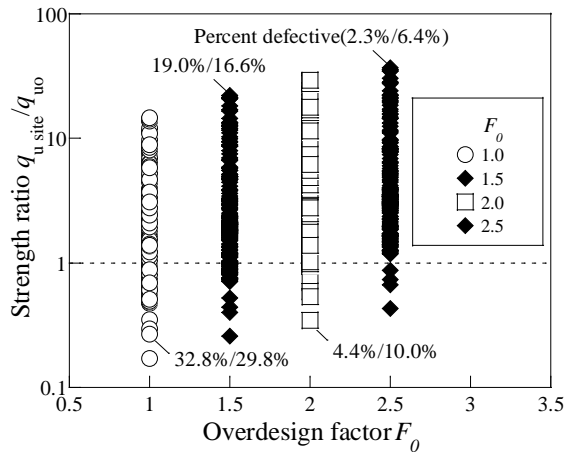 100
Percent defective(2.3%/6.4%)
19.0%/16.6%
10
F0
1.0
1.5
2.0
2.5
1
32.8%/29.8%
4.4%/10.0%
0.1
0.5 1 1.5 2 2.5 3 3.5
Overdesign factor F0
Strength ratio qu site/quo